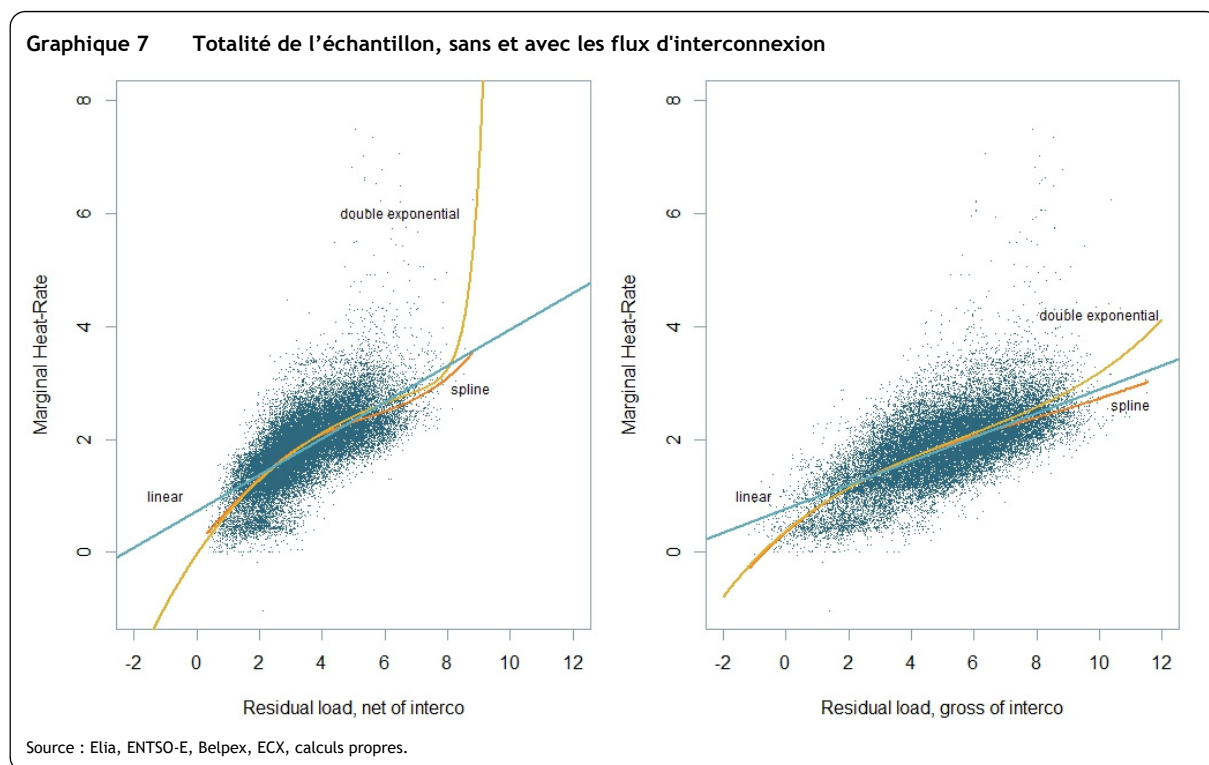 Graphique 7 Totalité de l’échantillon, sans et avec les flux d'interconnexion
Marginal Heat-Rate
8
6
4
2
0
double exponential
spline
linear
-2 0 2 4 6 8 10 12
Residual load, net of interco
Marginal Heat-Rate
8
6
4
2
0
double exponential
spline
linear
-2 0 2 4 6 8 10 12
Residual load, gross of interco
Source : Elia, ENTSO-E, Belpex, ECX, calculs propres.